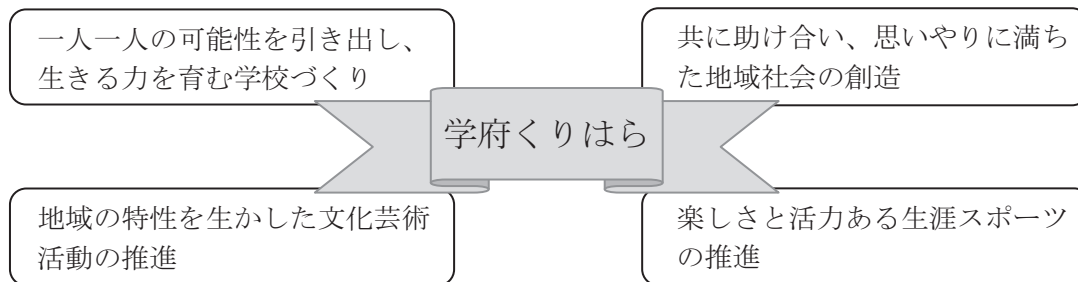 一人一人の可能性を引き出し、
生きる力を育む学校づくり
共に助け合い、思いやりに満ち
た地域社会の創造
学府くりはら
地域の特性を生かした文化芸術
活動の推進
楽しさと活力ある生涯スポーツ
の推進